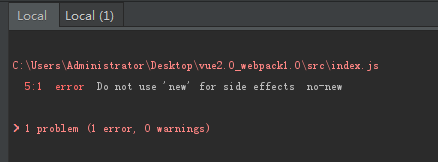 Local
Local (1)
C:\Users\Administrator\Desktop\vue2.0_webpack1.0\src\index.js
5:1 error Do not use 'new' for side effects no-new
❯ 1 problem (1 error, 0 warnings)